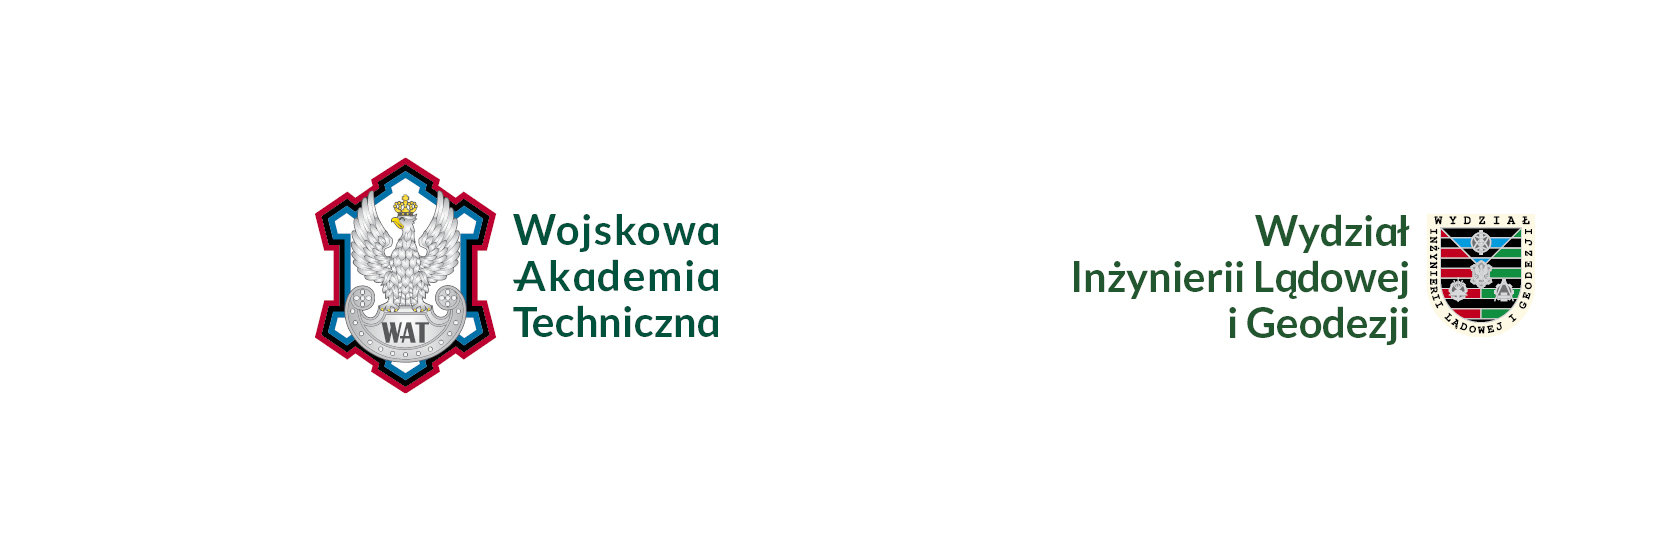 Wojskowa
Akademia
Techniczna
WAT
Wydział
Inżynierii Lądowej
i Geodezji
WYDZIAŁ
INŻYNIERII LĄDOWEJ I GEODEZJI